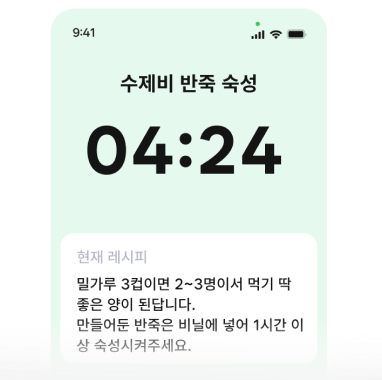 9:41
수제비 반죽 숙성
04:24
현재 레시피
밀가루 3컵이면 2~3명이서 먹기 딱
좋은 양이 된답니다.
만들어둔 반죽은 비닐에 넣어 1시간 이
상 숙성시켜주세요.